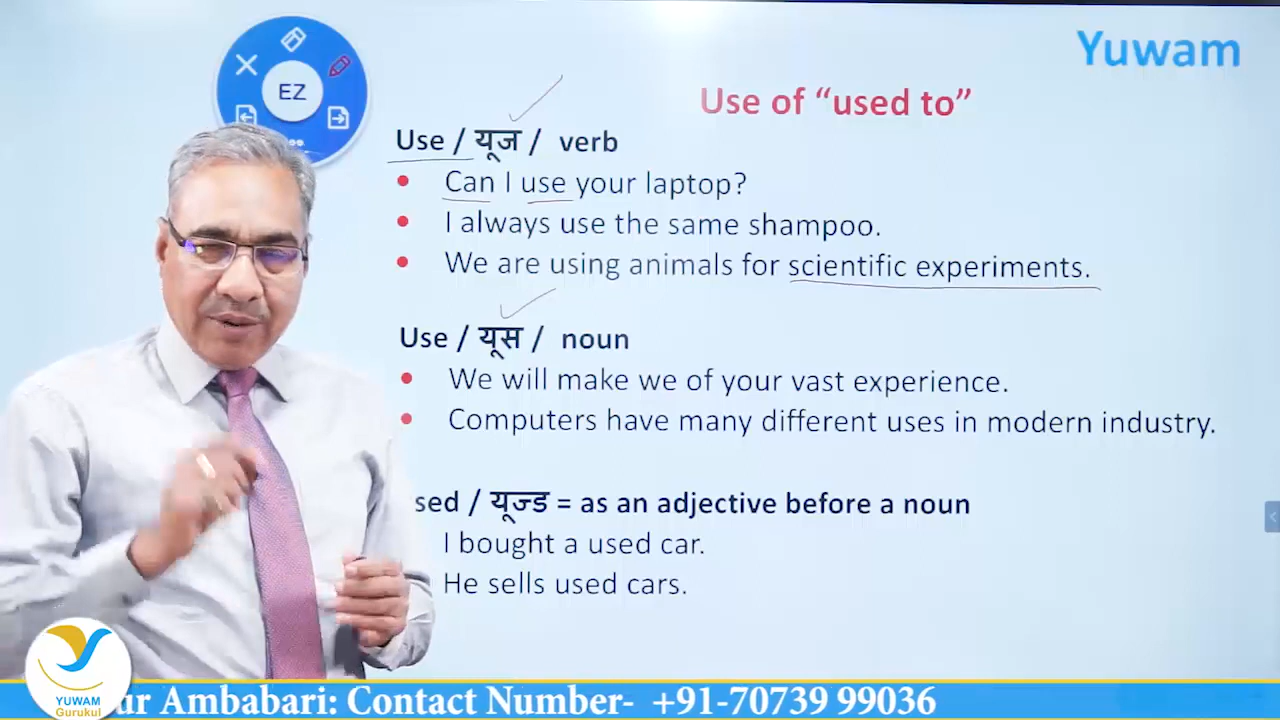 Yuwam
EZ
Use of “used to”
Use / यूज / verb
Can I use your laptop?
I always use the same shampoo.
We are using animals for scientific experiments.
Use / यूस / noun
We will make we of your vast experience.
Computers have many different uses in modern industry.
sed / यूज्ड = as an adjective before a noun
I bought a used car.
He sells used cars.
YUWAM
Gurukul
ur Ambabari: Contact Number- +91-70739 99036